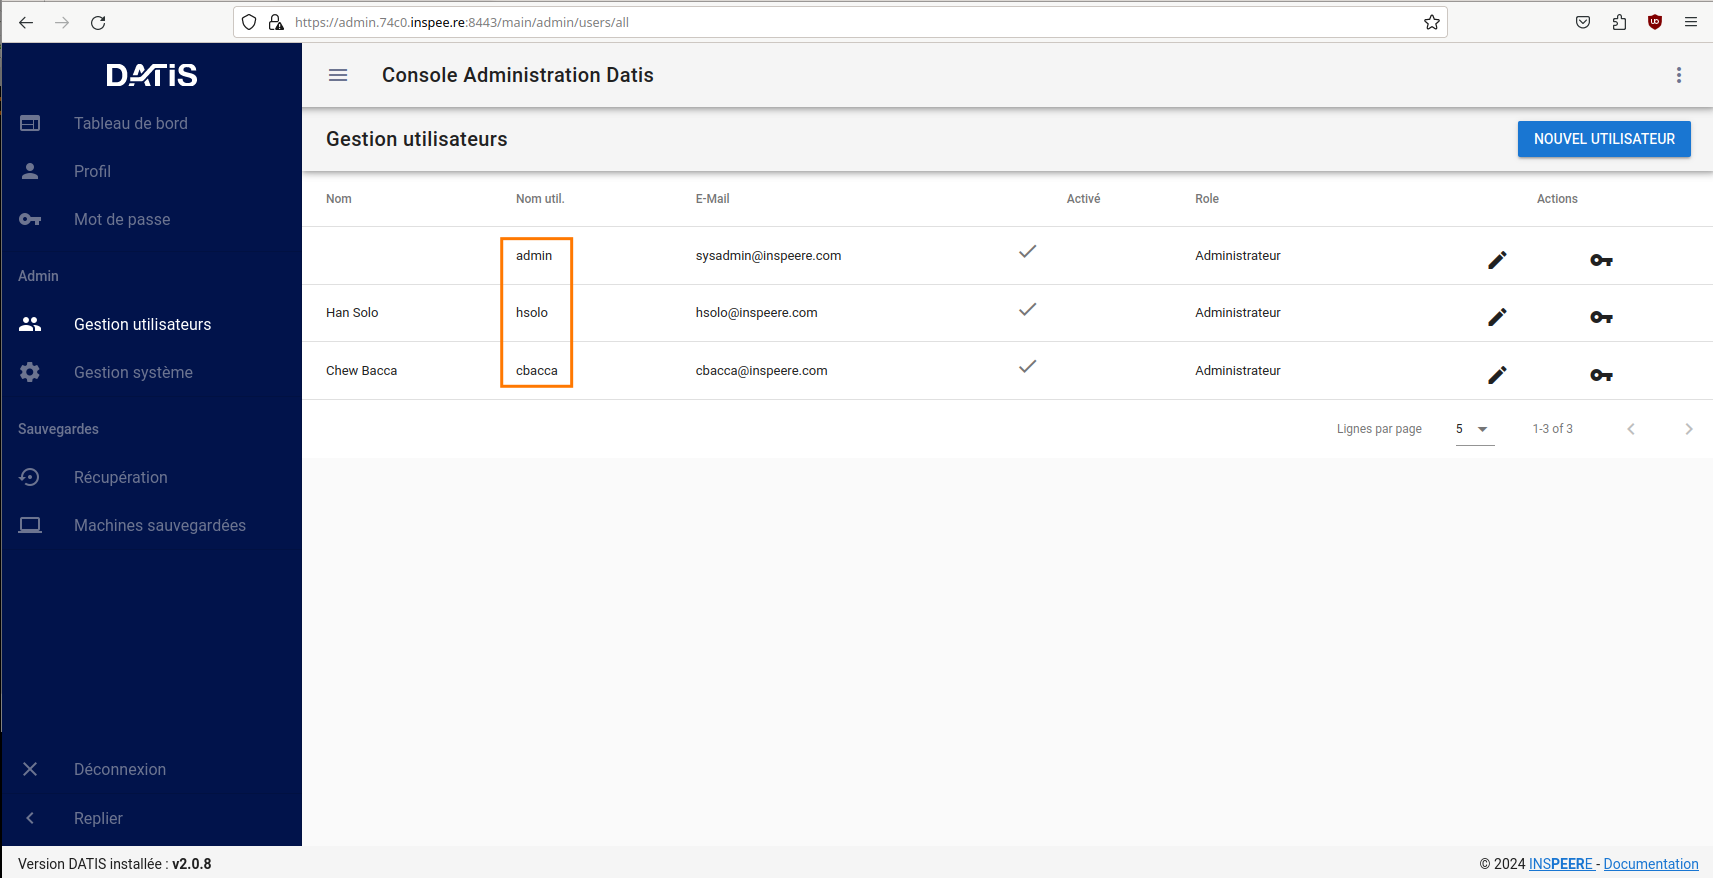 https://admin.74c0.inspee.re:8443/main/admin/users/all
DATiS
Tableau de bord
Profil
Mot de passe
Admin
Gestion utilisateurs
Gestion système
Sauvegardes
Récupération
Machines sauvegardées
Déconnexion
Replier
Console Administration Datis
Gestion utilisateurs NOUVEL UTILISATEUR
Nom Nom util. E-Mail Activé Role Actions
admin sysadmin@inspeere.com Administrateur
Han Solo hsolo hsolo@inspeere.com Administrateur
Chew Bacca cbacca cbacca@inspeere.com Administrateur
Lignes par page 5 1-3 of 3
Version DATIS installée : v2.0.8 © 2024 INSPEERE - Documentation